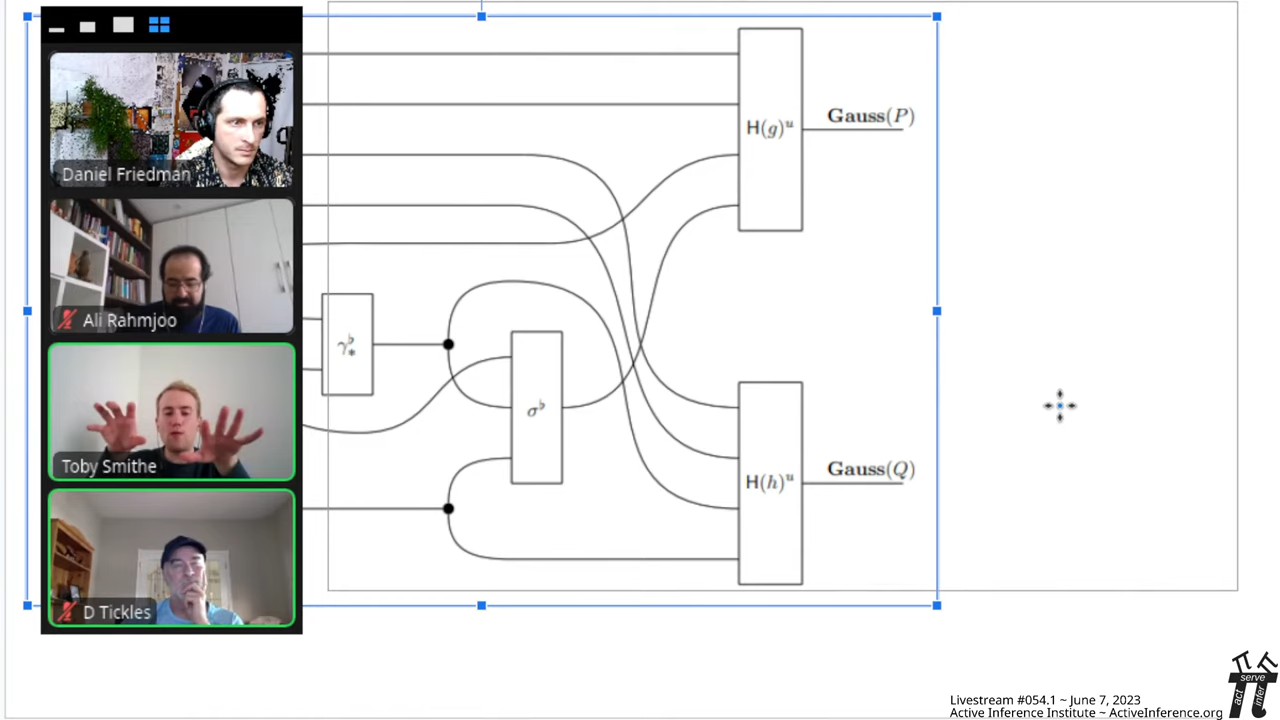 Daniel Friedman
Ali Rahmjoo
Toby Smithe
D Tickles
H(g)ᵘ
Gauss(P)
γ♭*
σ♭
H(h)ᵘ
Gauss(Q)
Livestream #054.1 ~ June 7, 2023
Active Inference Institute ~ ActiveInference.org
π π
serve
act
infer